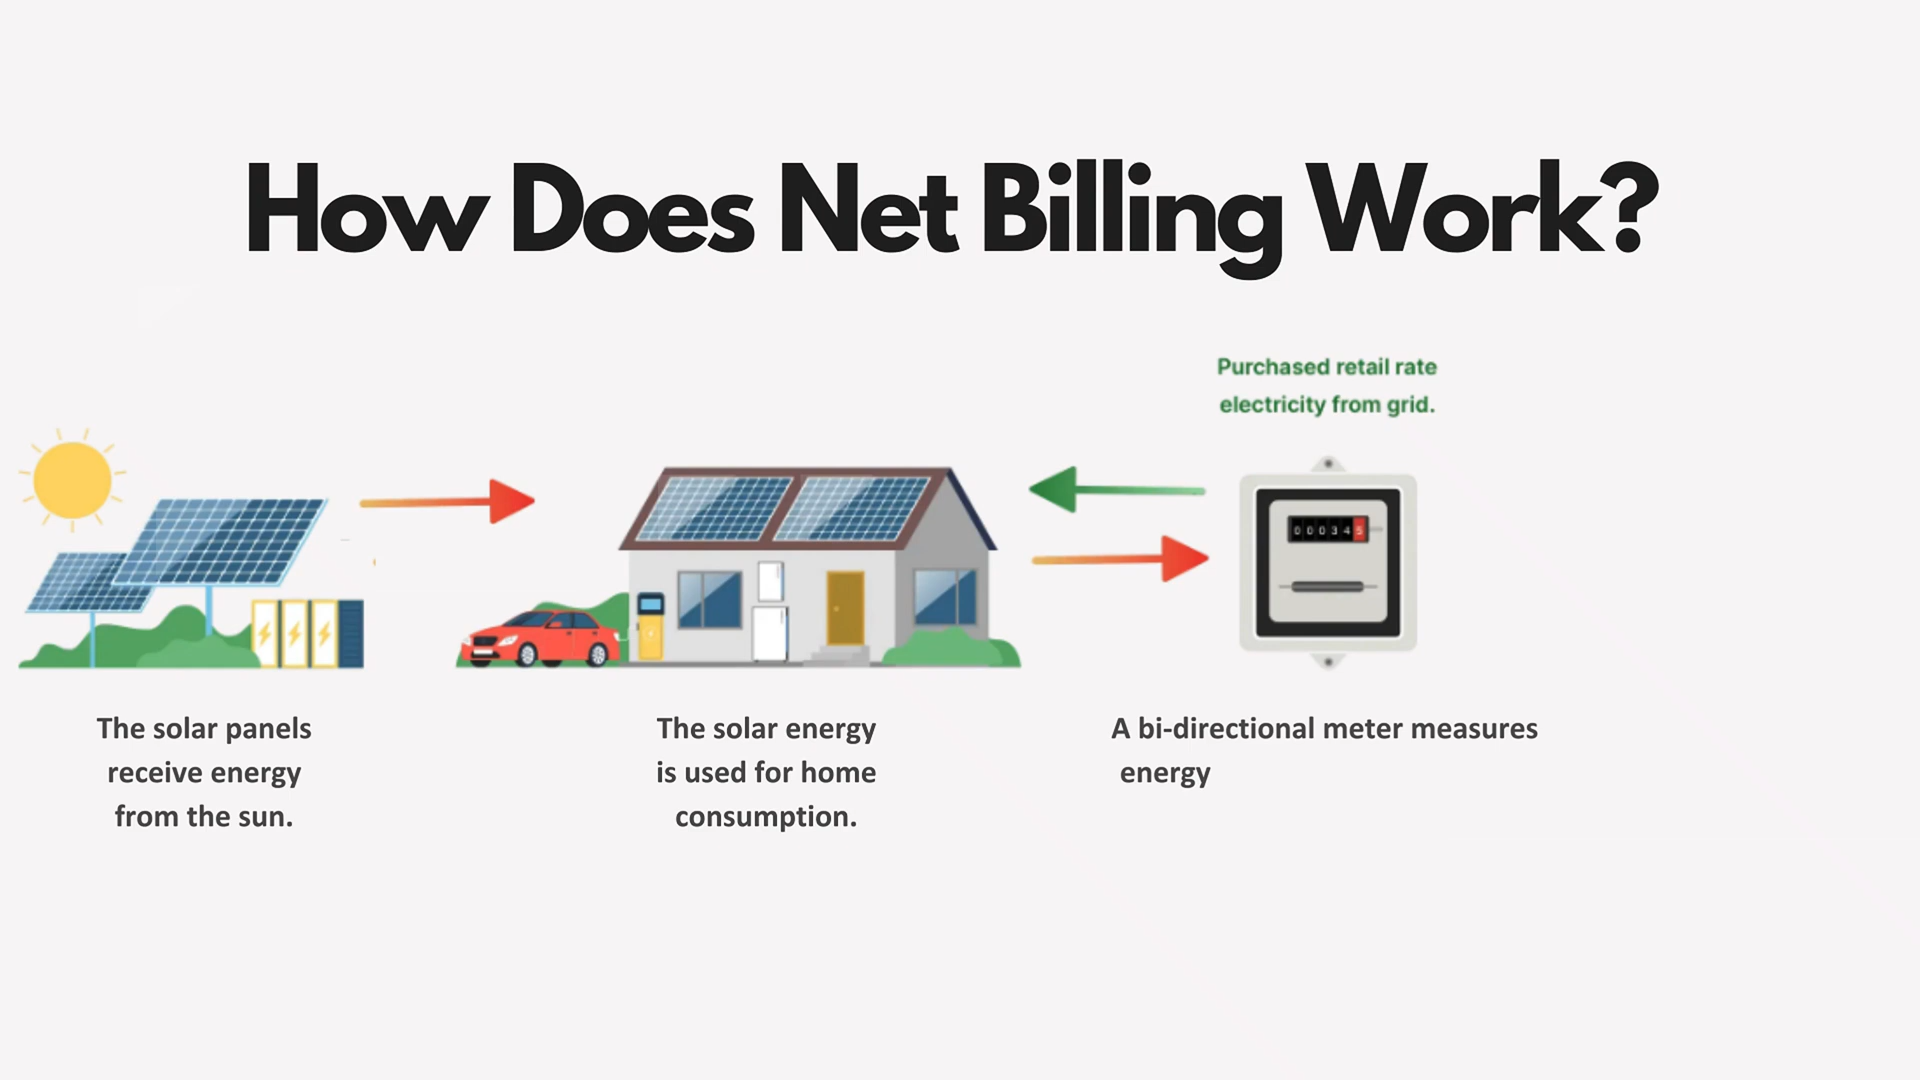 How Does Net Billing Work?
Purchased retail rate
electricity from grid.
000345
The solar panels
receive energy
from the sun.
The solar energy
is used for home
consumption.
A bi-directional meter measures
energy